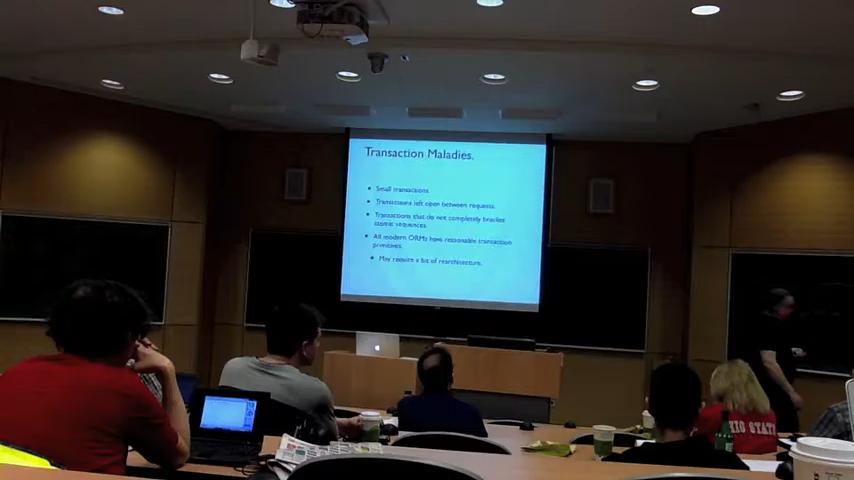 Transaction Maladies.
Small transactions.
Transactions left open between requests.
Transactions that do not completely bracket
atomic sequences.
All modern ORMs have reasonable transaction
primitives.
May require a bit of rearchitecture.
OHIO STATE